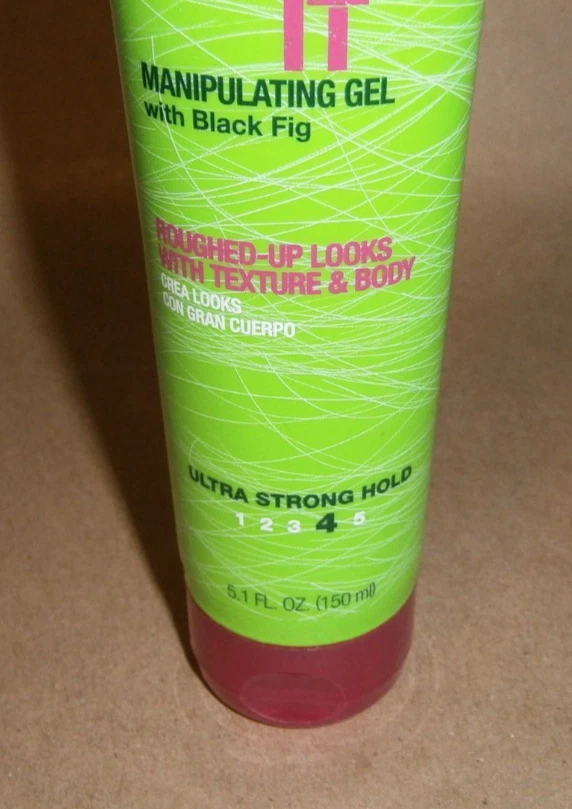 IT
MANIPULATING GEL
with Black Fig
ROUGHED-UP LOOKS
WITH TEXTURE & BODY
CREA LOOKS
CON GRAN CUERPO
ULTRA STRONG HOLD
1 2 3 4 5
5.1 FL. OZ. (150 ml)